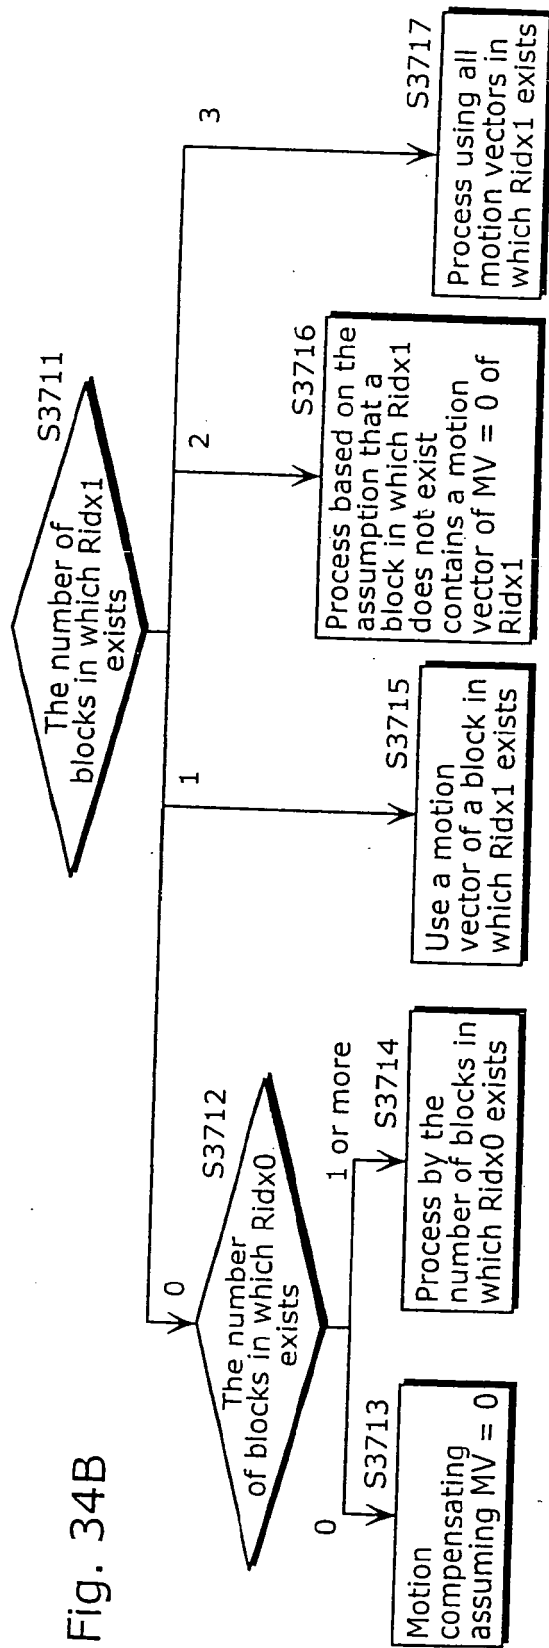 Fig. 34B
S3711
The number of
blocks in which Ridx1
exists
0
1
2
3
S3712
The number
of blocks in which Ridx0
exists
0
1 or more
S3713
Motion
compensating
assuming MV = 0
S3714
Process by the
number of blocks in
which Ridx0 exists
S3715
Use a motion
vector of a block in
which Ridx1 exists
S3716
Process based on the
assumption that a
block in which Ridx1
does not exist
contains a motion
vector of MV = 0 of
Ridx1
S3717
Process using all
motion vectors in
which Ridx1 exists